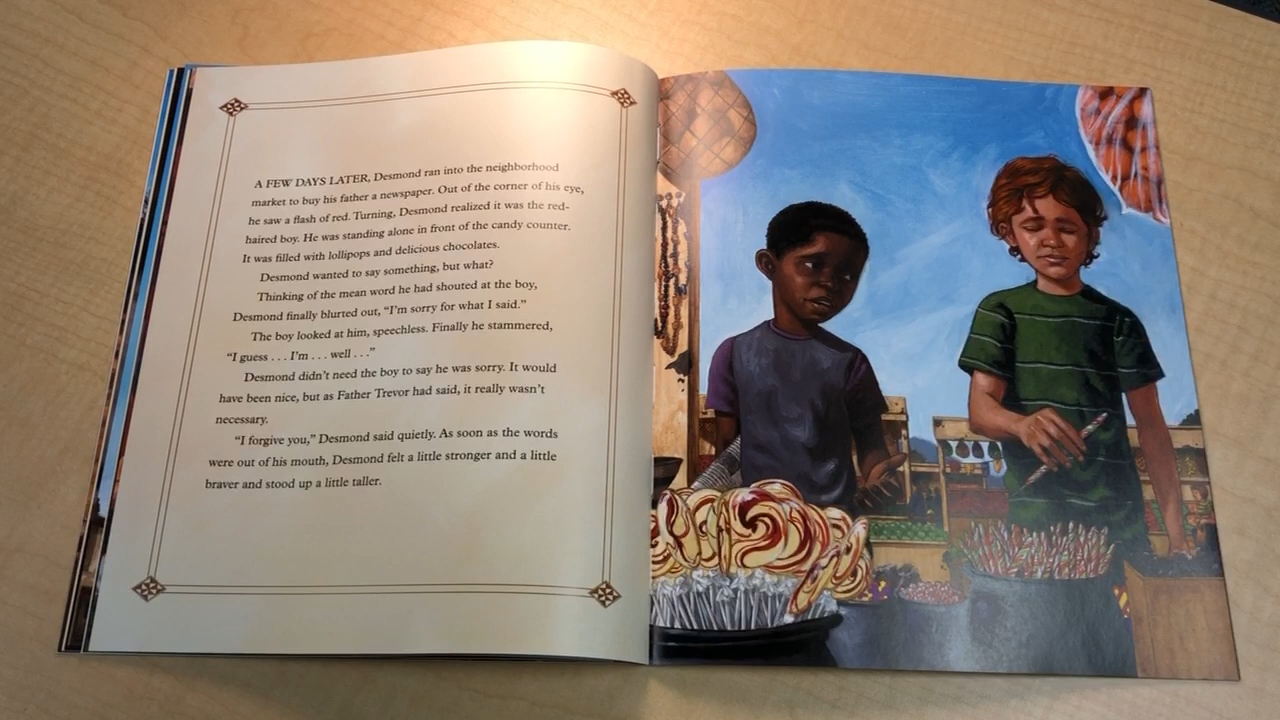 A FEW DAYS LATER, Desmond ran into the neighborhood
market to buy his father a newspaper. Out of the corner of his eye,
he saw a flash of red. Turning, Desmond realized it was the red-
haired boy. He was standing alone in front of the candy counter.
It was filled with lollipops and delicious chocolates.
Desmond wanted to say something, but what?
Thinking of the mean word he had shouted at the boy,
Desmond finally blurted out, “I’m sorry for what I said.”
The boy looked at him, speechless. Finally he stammered,
“I guess . . . I’m . . . well . . .”
Desmond didn’t need the boy to say he was sorry. It would
have been nice, but as Father Trevor had said, it really wasn’t
necessary.
“I forgive you,” Desmond said quietly. As soon as the words
were out of his mouth, Desmond felt a little stronger and a little
braver and stood up a little taller.